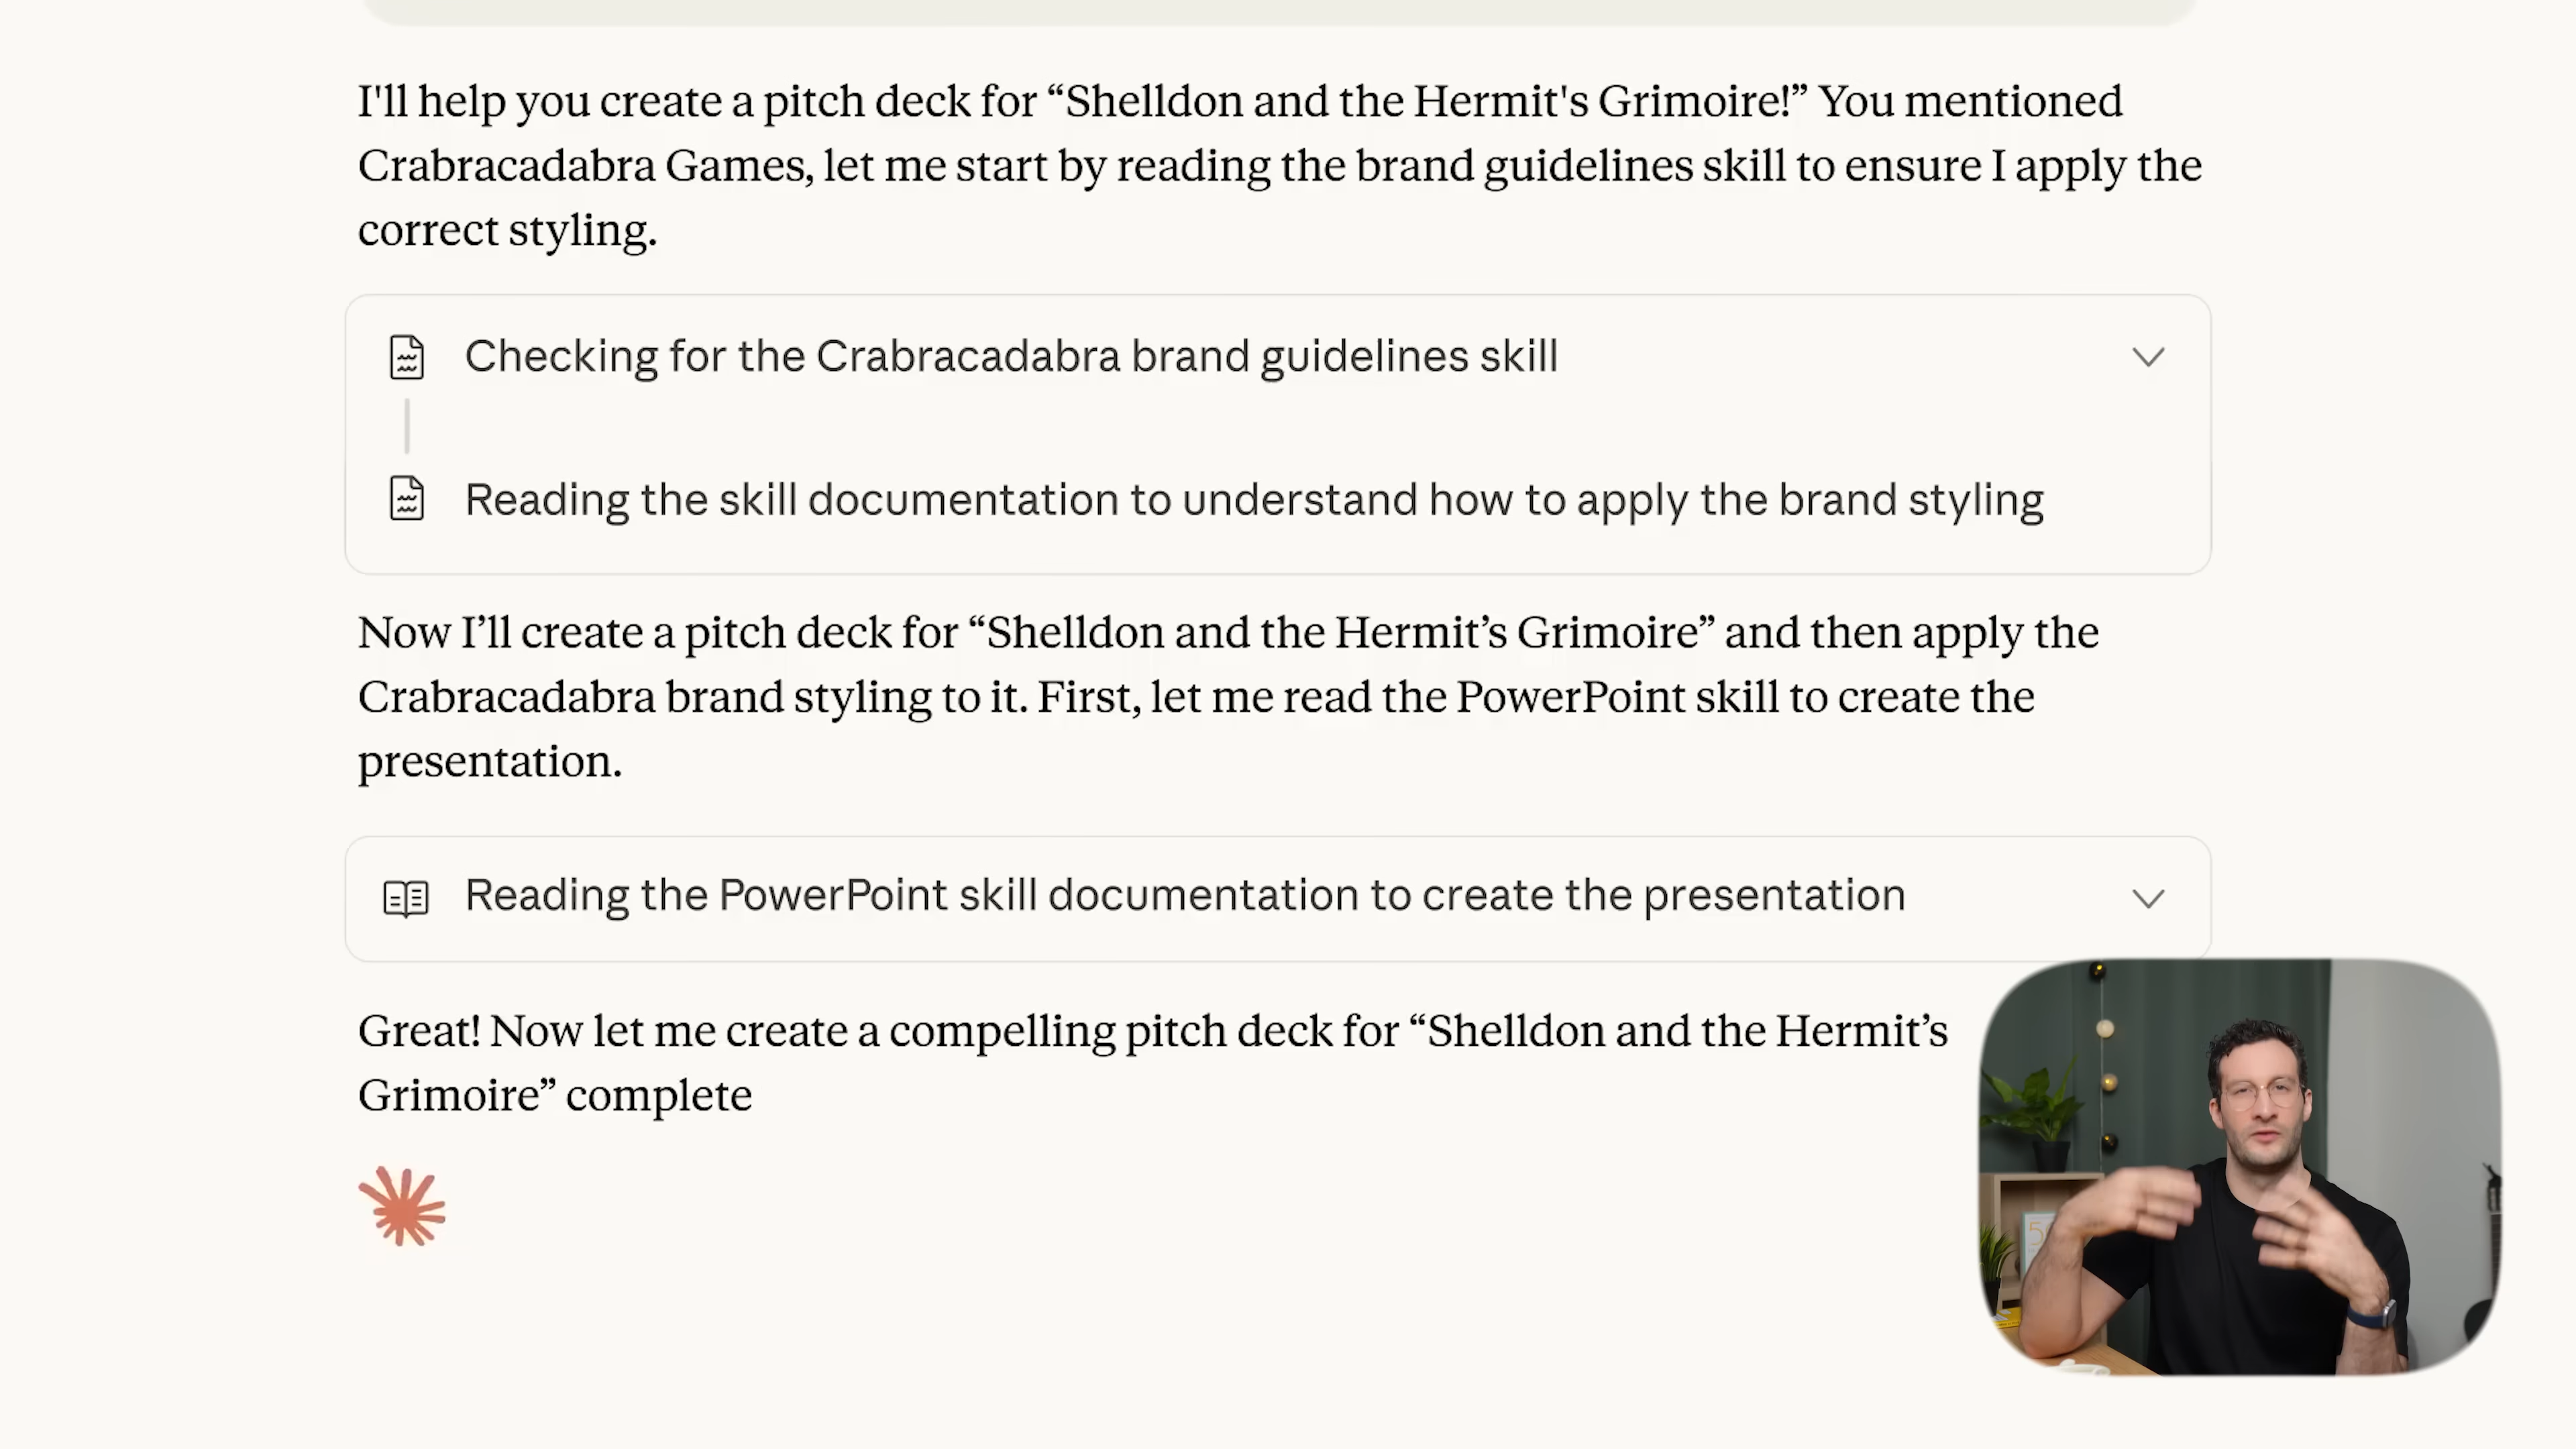 I'll help you create a pitch deck for “Shelldon and the Hermit's Grimoire!” You mentioned
Crabracadabra Games, let me start by reading the brand guidelines skill to ensure I apply the
correct styling.
Checking for the Crabracadabra brand guidelines skill
Reading the skill documentation to understand how to apply the brand styling
Now I’ll create a pitch deck for “Shelldon and the Hermit’s Grimoire” and then apply the
Crabracadabra brand styling to it. First, let me read the PowerPoint skill to create the
presentation.
Reading the PowerPoint skill documentation to create the presentation
Great! Now let me create a compelling pitch deck for “Shelldon and the Hermit’s
Grimoire” complete